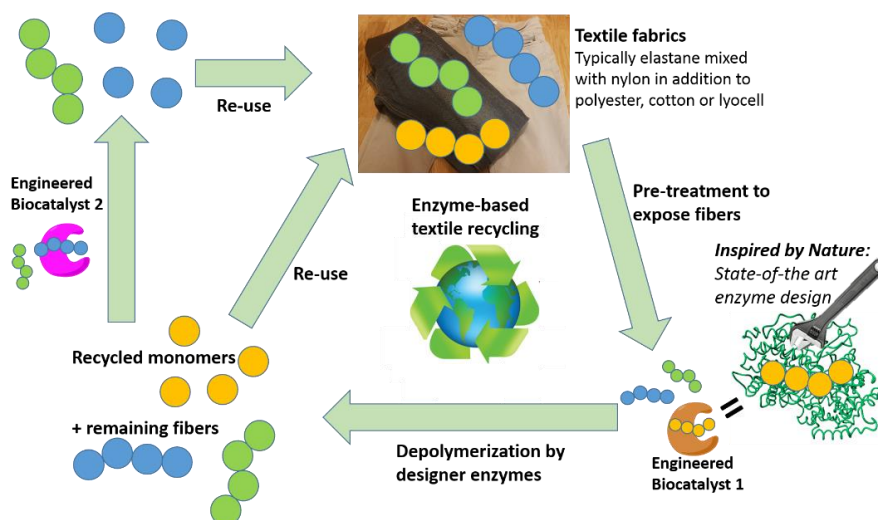 Textile fabrics
Typically elastane mixed
with nylon in addition to
polyester, cotton or lyocell
Re-use
Engineered
Biocatalyst 2
Enzyme-based
textile recycling
Pre-treatment to
expose fibers
Inspired by Nature:
State-of-the art
enzyme design
Re-use
Recycled monomers
+ remaining fibers
Depolymerization by
designer enzymes
=
Engineered
Biocatalyst 1